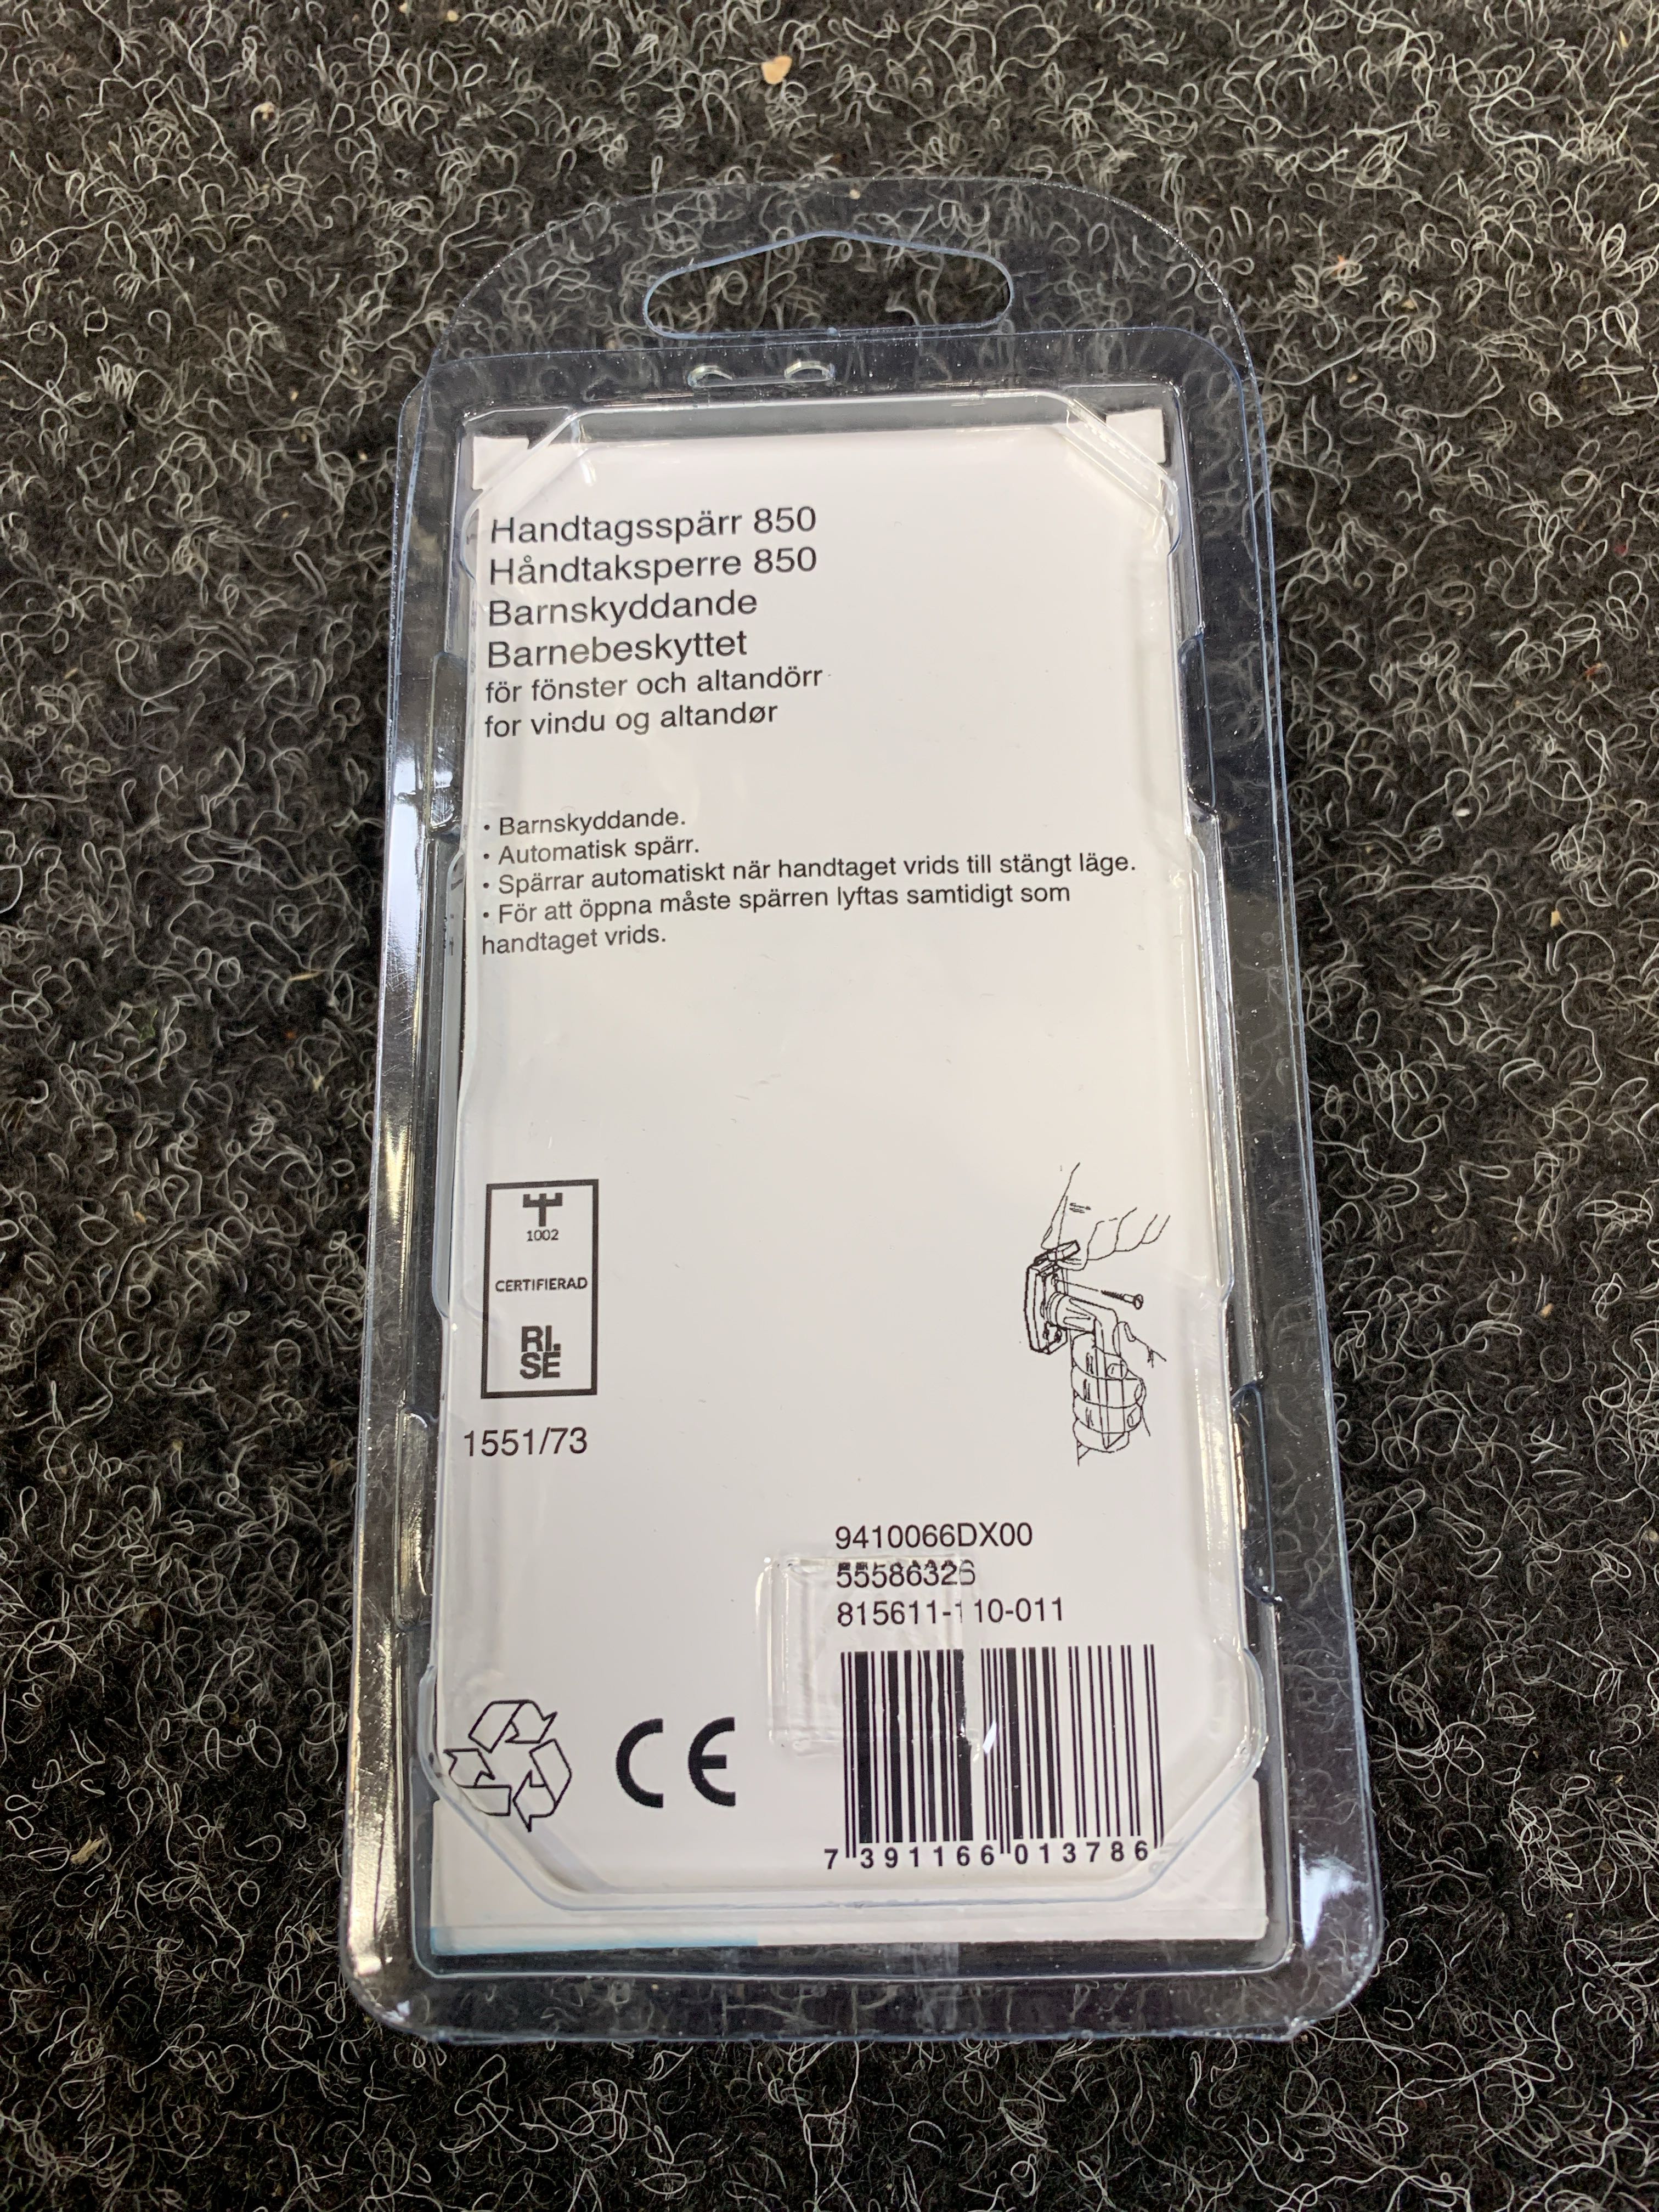 Handtagsspärr 850
Håndtaksperre 850
Barnskyddande
Barnebeskyttet
för fönster och altandörr
for vindu og altandør
• Barnskyddande.
• Automatisk spärr.
• Spärrar automatiskt när handtaget vrids till stängt läge.
• För att öppna måste spärren lyftas samtidigt som
handtaget vrids.
1002
CERTIFIERAD
RI.
SE
1551/73
9410066DX00
55586326
815611-110-011
CE
7 391166 013786